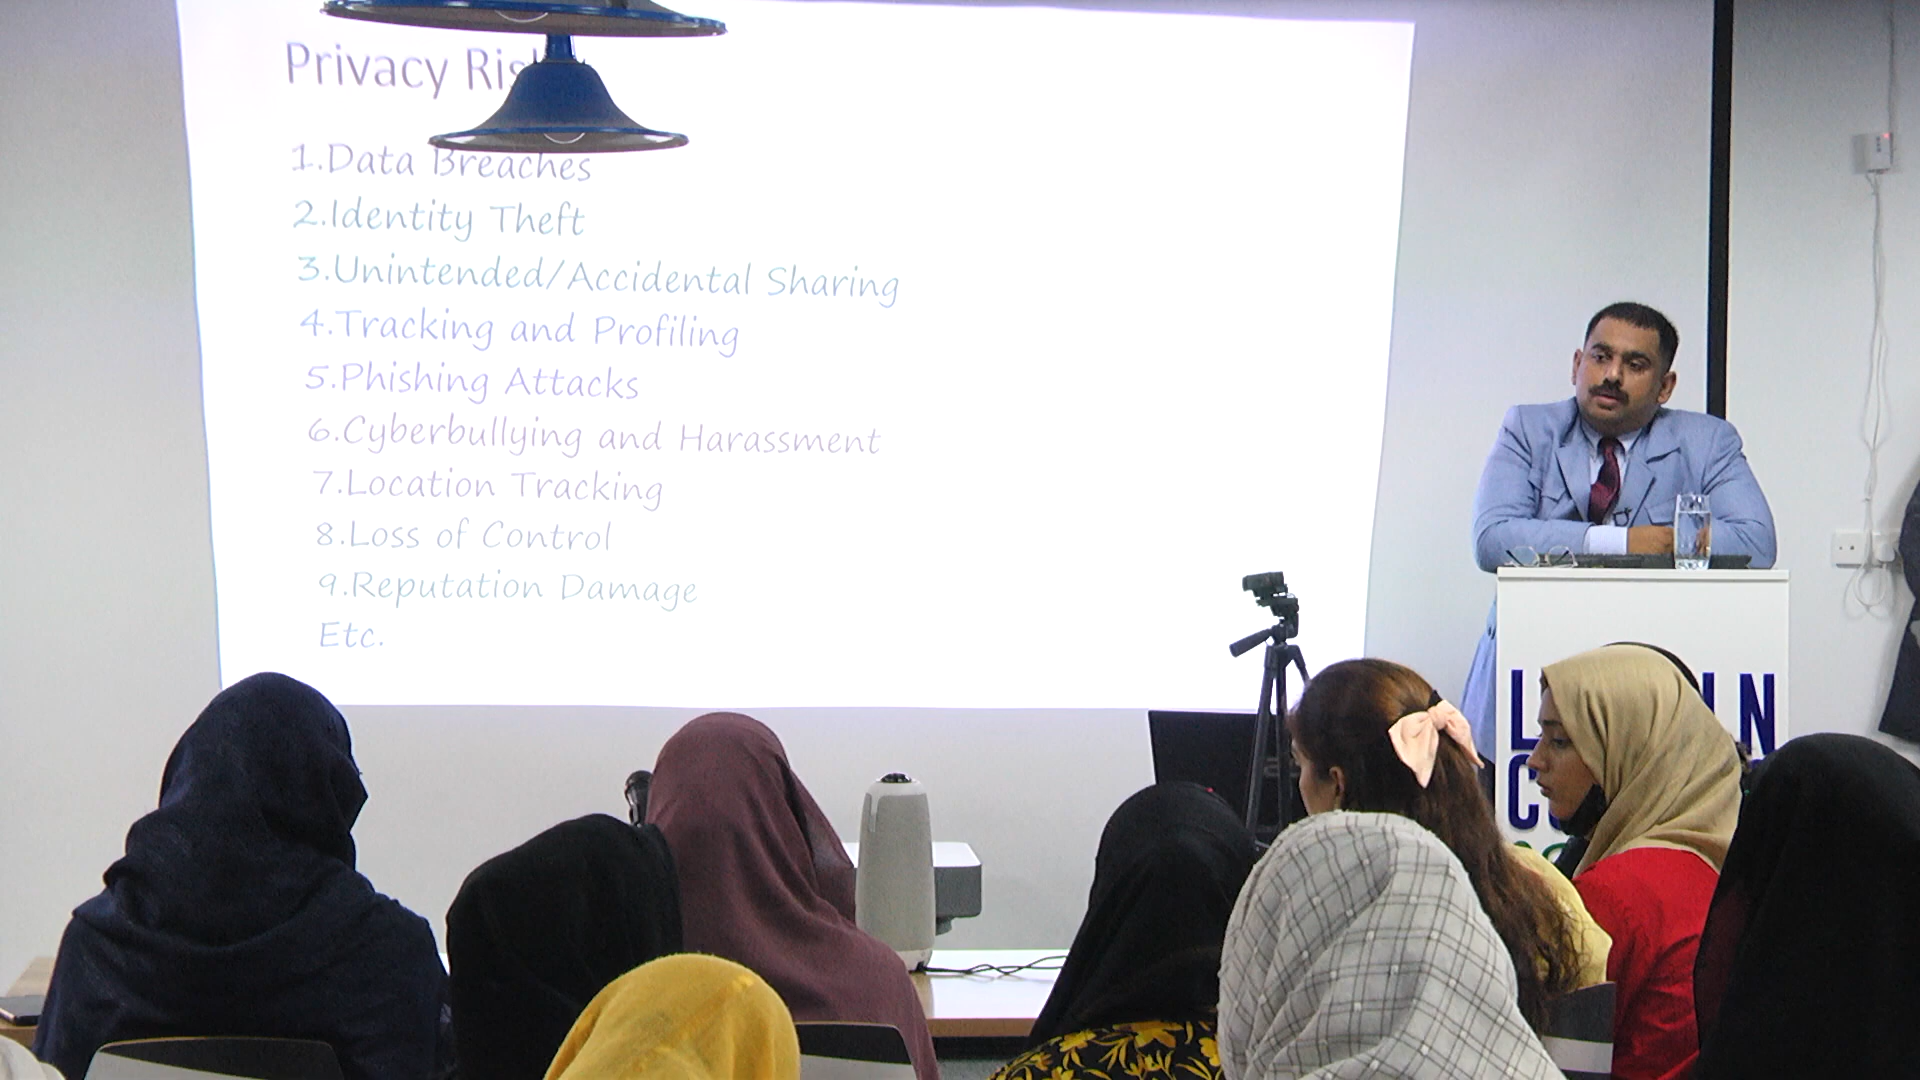 Privacy
1.Data Breaches
2.Identity Theft
3.Unintended/Accidental Sharing
4.Tracking and Profiling
5.Phishing Attacks
6.Cyberbullying and Harassment
7.Location Tracking
8.Loss of Control
9.Reputation Damage
Etc.